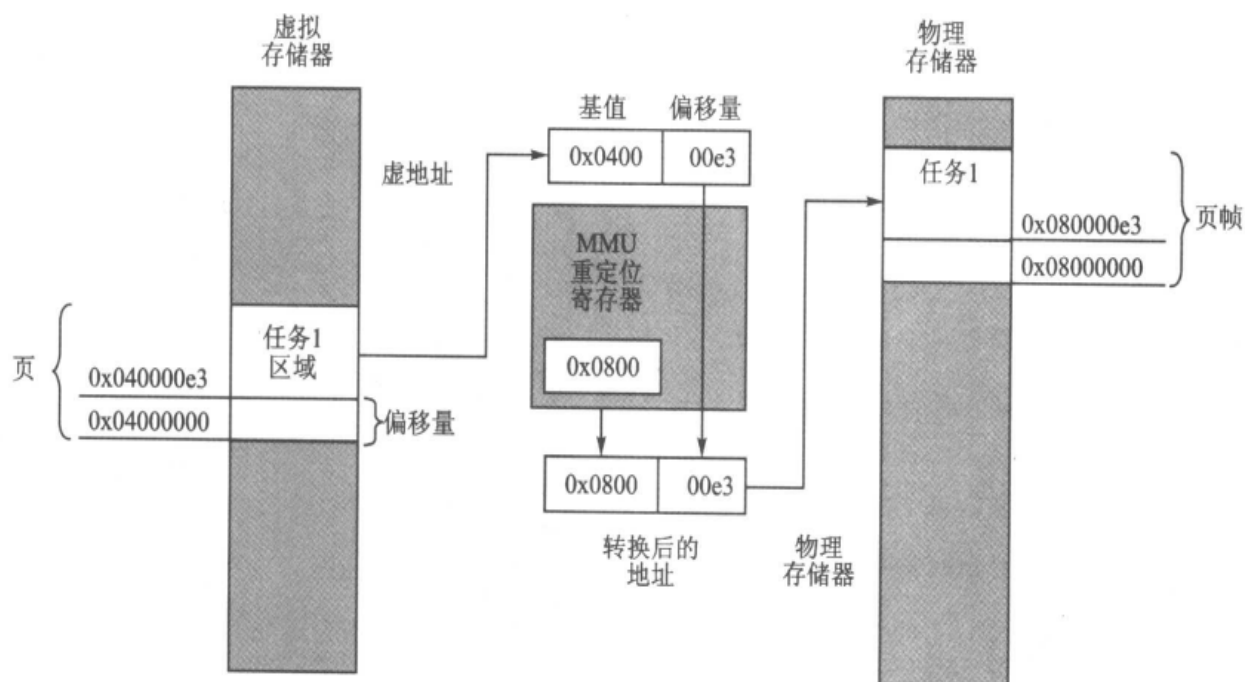 虚拟
存储器
物理
存储器
基值 偏移量
0x0400 00e3
虚地址
任务1
MMU
重定位
寄存器
0x080000e3
页帧
0x08000000
任务1
区域
页
0x0800
0x040000e3
0x04000000
偏移量
0x0800 00e3
转换后的
地址
物理
存储器